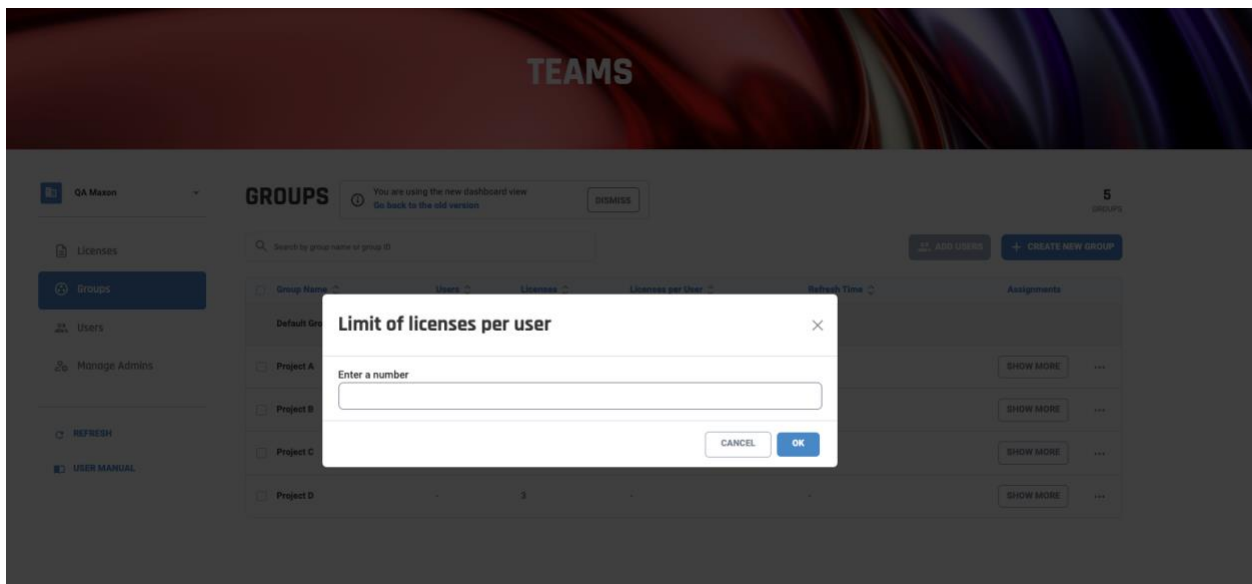 TEAMS
QA Maxon
GROUPS
You are using the new dashboard view
Go back to the old version
DISMISS
5
GROUPS
Licenses
Search by group name or group ID
ADD USERS
+ CREATE NEW GROUP
Groups
Group Name
Users
Licenses
Licenses per User
Refresh Time
Assignments
Users
Default Gro
Limit of licenses per user
Manage Admins
Project A
Enter a number
SHOW MORE
Project B
SHOW MORE
REFRESH
CANCEL
OK
Project C
SHOW MORE
USER MANUAL
Project D
-
3
-
-
SHOW MORE